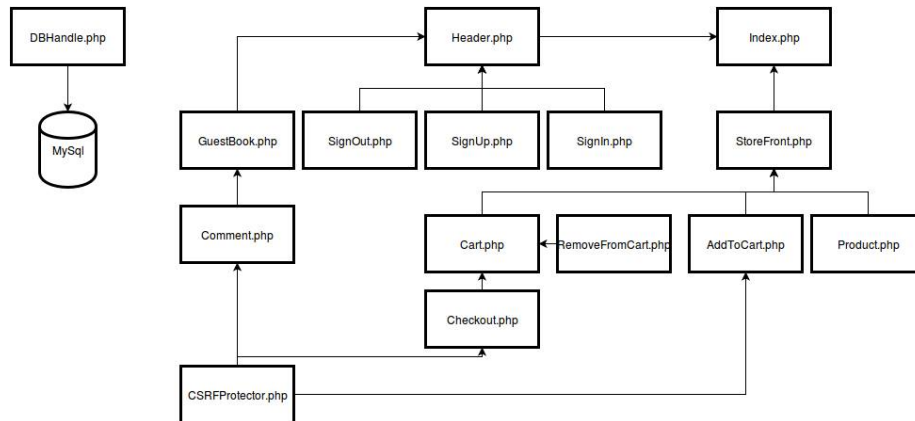 DBHandle.php
Header.php
Index.php
MySql
GuestBook.php
SignOut.php
SignUp.php
SignIn.php
StoreFront.php
Comment.php
Cart.php
RemoveFromCart.php
AddToCart.php
Product.php
Checkout.php
CSRFProtector.php